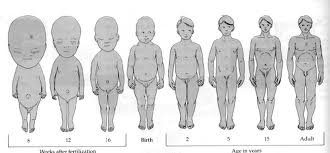 8 12 16 Birth 2 5 15 Adult
Weeks after fertilization Age in years